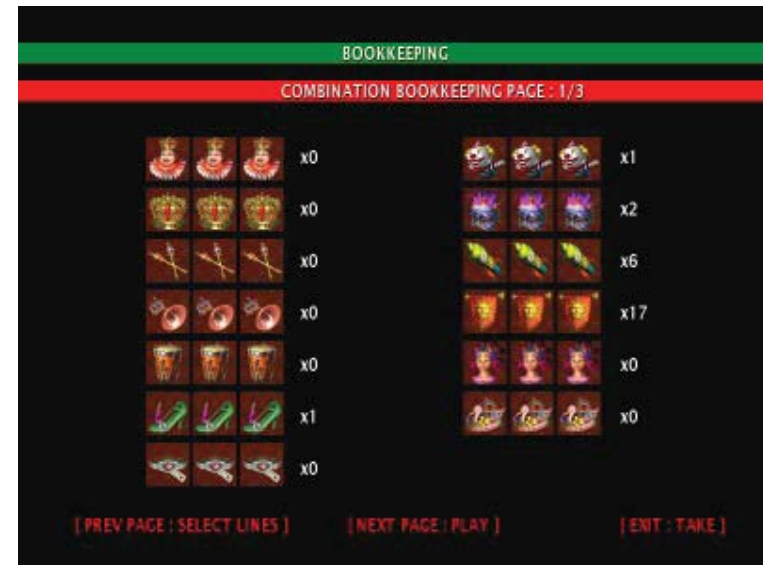 BOOKKEEPING
COMBINATION BOOKKEEPING PAGE : 1/3
x0 x1
x0 x2
x0 x6
x0 x17
x0 x0
x1 x0
x0
[ PREV PAGE : SELECT LINES ] [ NEXT PAGE : PLAY ] [ EXIT : TAKE ]